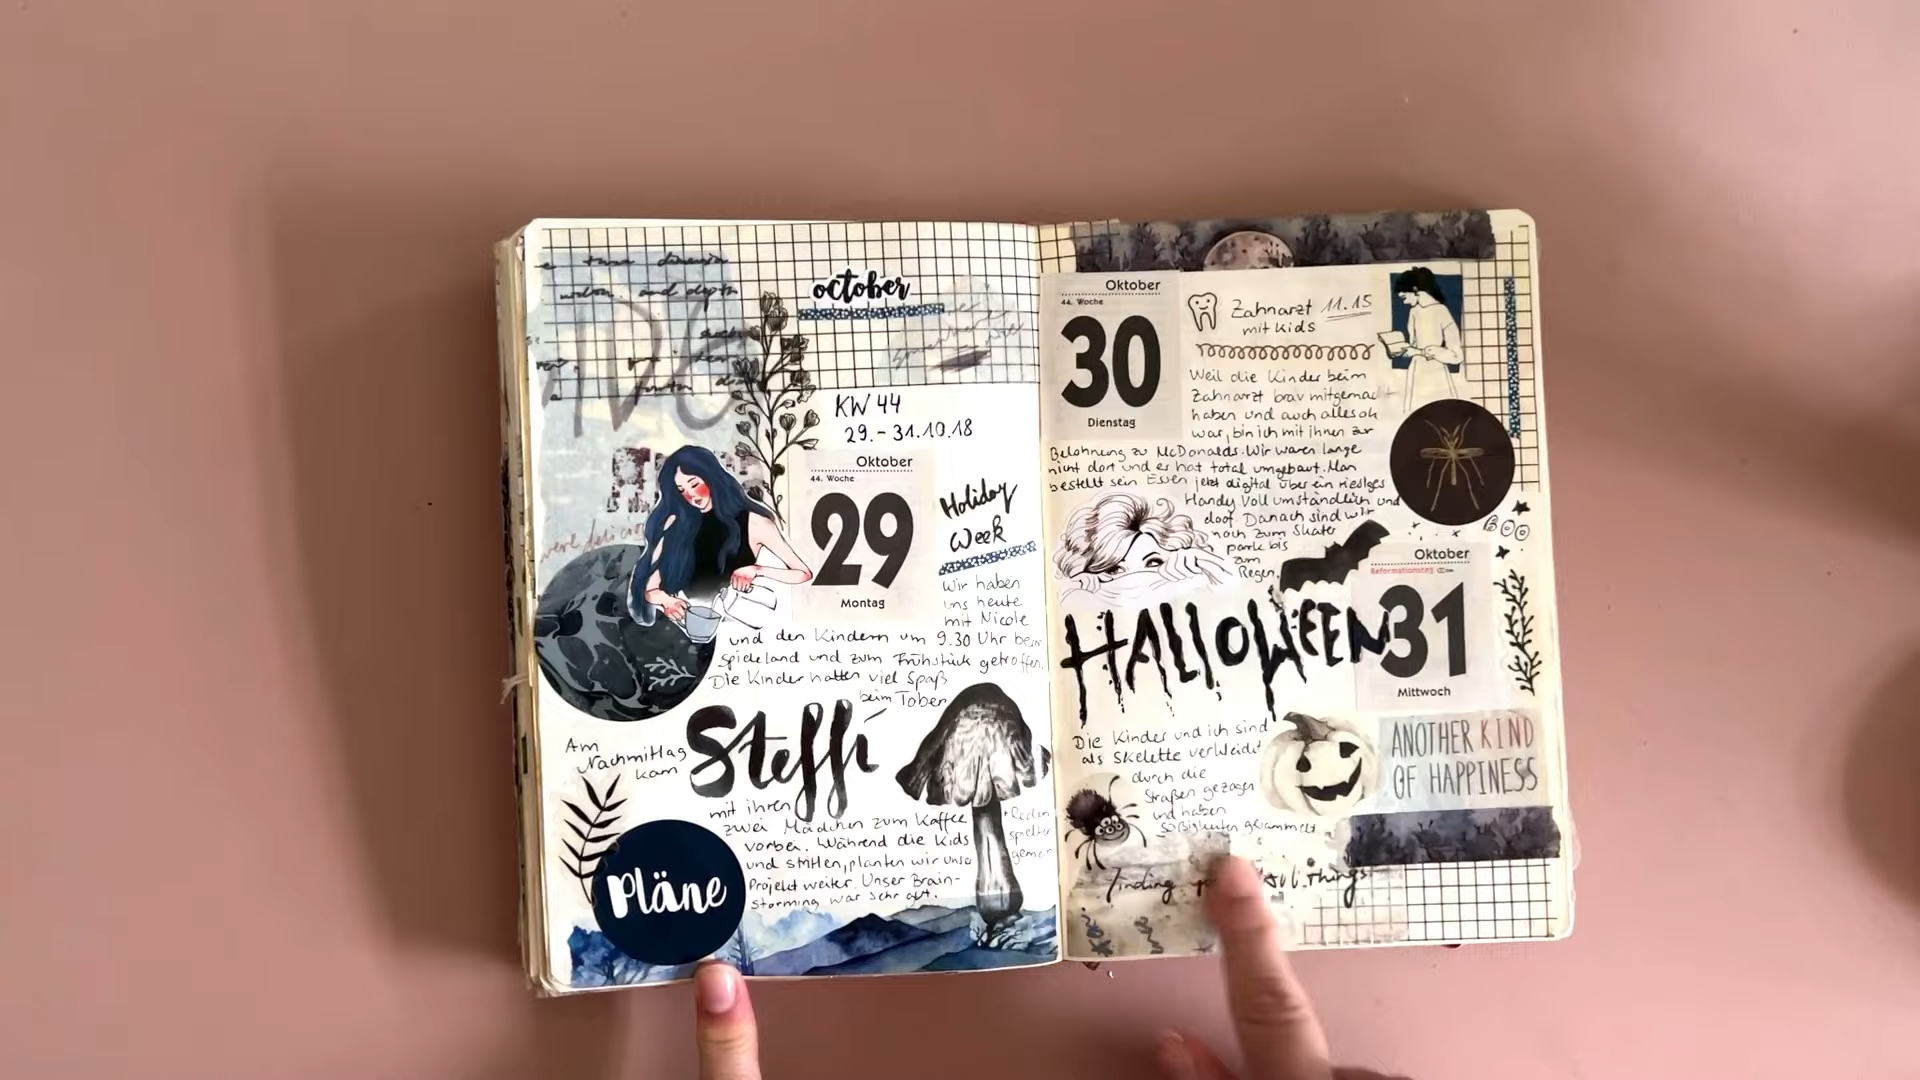 october
KW 44
29.-31.10.18
Oktober
44. Woche
29
Montag
Holiday
Week
Wir haben
uns heute
mit Nicole
und den Kindern um 9.30 Uhr beim
Spieleland und zum Frühstück getroffen.
Die Kinder hatten viel Spaß
beim Toben
Am
Nachmittag
kam
Steffi
mit ihren
zwei Mädchen zum Kaffee
vorbei. Während die Kids
und stritten, planten wir unser
Projekt weiter. Unser Brain-
storming war sehr gut.
Pläne
Oktober
44. Woche
30
Dienstag
Zahnarzt 11.15
mit Kids
Weil die Kinder beim
Zahnarzt brav mitgemacht
haben und auch alles ok
war, bin ich mit ihnen zur
Belohnung zu McDonalds. Wir waren lange
nicht dort und es hat total umgebaut. Man
bestellt sein Essen jetzt digital über ein riesiges
Handy. Voll umständlich und
doof. Danach sind wir
noch zum Skater
park bis
zum
Regen.
BOO
Oktober
Reformationstag
31
Mittwoch
HALLOWEEN
Die Kinder und ich sind
als Skelette verkleidet
durch die
Straßen gezogen
und haben
Süßigkeiten gesammelt.
ANOTHER KIND
OF HAPPINESS
finding
things